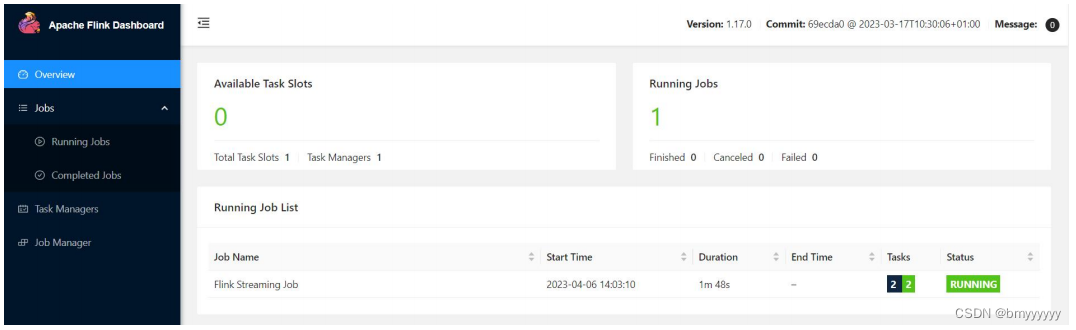 Apache Flink Dashboard
Version: 1.17.0 Commit: 69ecda0 @ 2023-03-17T10:30:06+01:00 Message: 0
Overview
Jobs
Running Jobs
Completed Jobs
Task Managers
Job Manager
Available Task Slots
0
Total Task Slots 1 Task Managers 1
Running Jobs
1
Finished 0 Canceled 0 Failed 0
Running Job List
Job Name Start Time Duration End Time Tasks Status
Flink Streaming Job 2023-04-06 14:03:10 1m 48s – 2 2 RUNNING
CSDN @bmyyyyyy